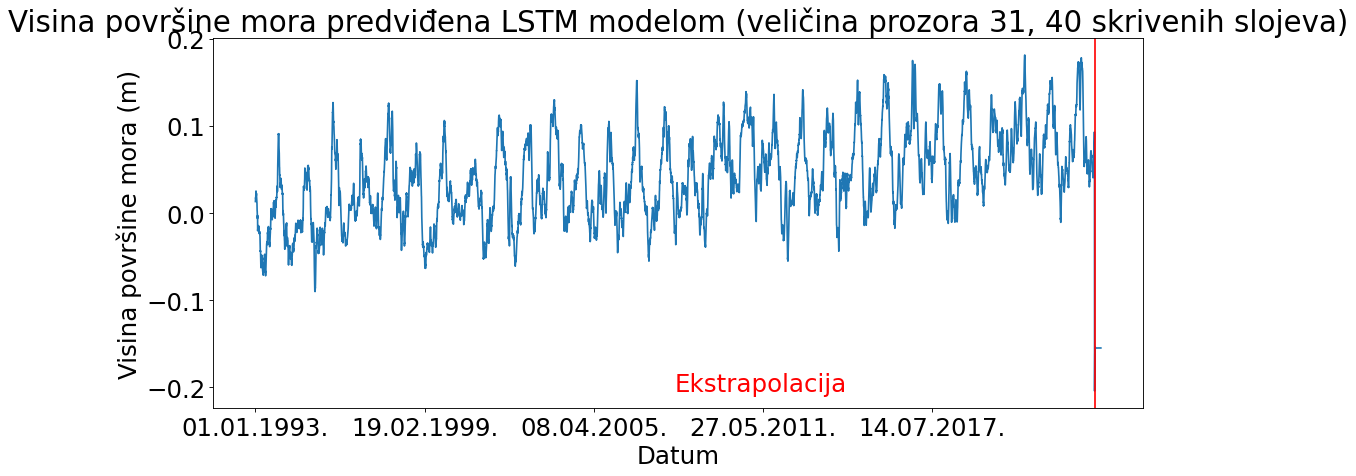 Visina površine mora predviđena LSTM modelom (veličina prozora 31, 40 skrivenih slojeva)
Visina površine mora (m)
0.2
0.1
0.0
−0.1
−0.2
Ekstrapolacija
01.01.1993. 19.02.1999. 08.04.2005. 27.05.2011. 14.07.2017.
Datum